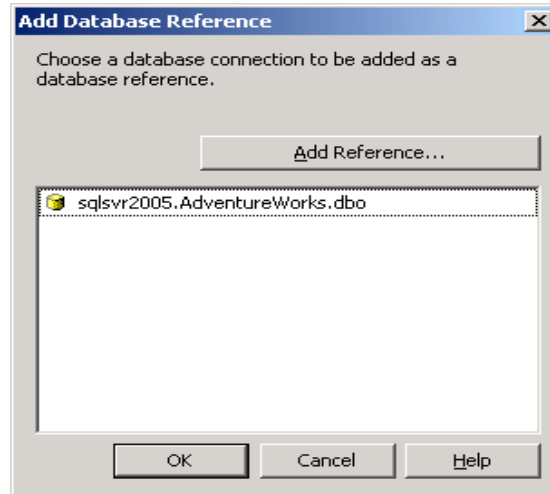 Add Database Reference
Choose a database connection to be added as a
database reference.
Add Reference...
sqlsvr2005.AdventureWorks.dbo
OK Cancel Help